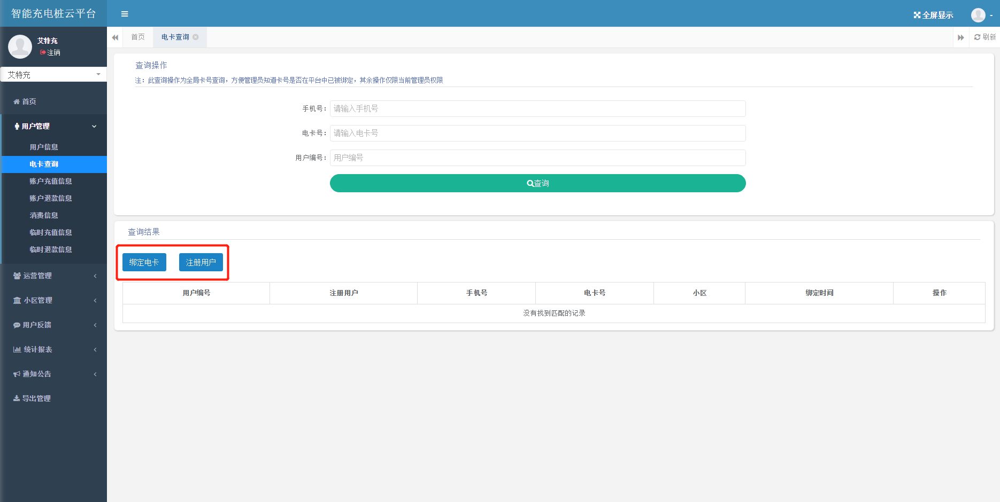 智能充电桩云平台
全屏显示
艾特充
注销
艾特充
首页
用户管理
用户信息
电卡查询
账户充值信息
账户退款信息
消费信息
临时充值信息
临时退款信息
运营管理
小区管理
用户反馈
统计报表
通知公告
导出管理
首页
电卡查询
刷新
查询操作
注：此查询操作为全局卡号查询，方便管理员知道卡号是否在平台中已被绑定，其余操作仅限当前管理员权限
手机号：
请输入手机号
电卡号：
请输入电卡号
用户编号：
用户编号
查询
查询结果
绑定电卡 注册用户
用户编号 注册用户 手机号 电卡号 小区 绑定时间 操作
没有找到匹配的记录